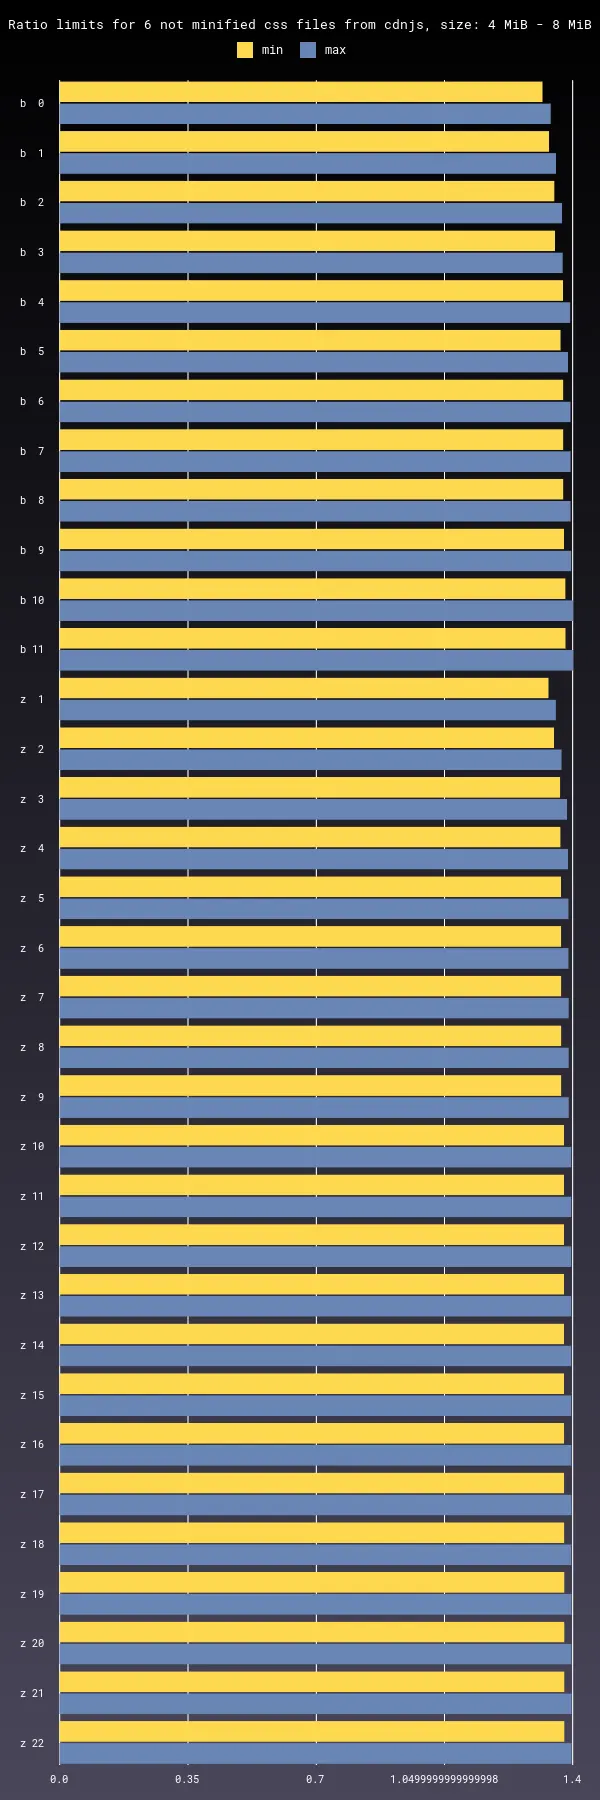 Ratio limits for 6 not minified css files from cdnjs, size: 4 MiB - 8 MiB
min max
b 0
b 1
b 2
b 3
b 4
b 5
b 6
b 7
b 8
b 9
b 10
b 11
z 1
z 2
z 3
z 4
z 5
z 6
z 7
z 8
z 9
z 10
z 11
z 12
z 13
z 14
z 15
z 16
z 17
z 18
z 19
z 20
z 21
z 22
0.0 0.35 0.7 1.0499999999999998 1.4